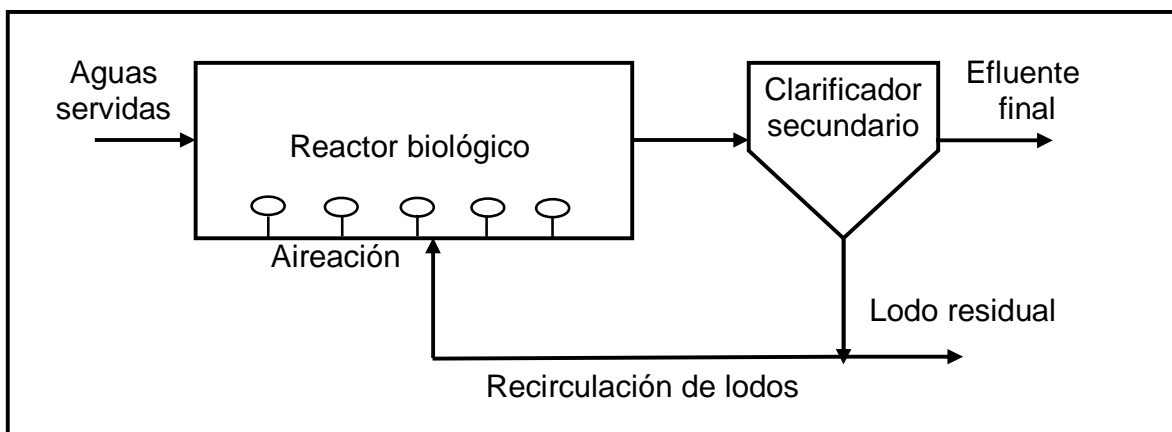 Aguas
servidas
Reactor biológico
Aireación
Clarificador
secundario
Efluente
final
Lodo residual
Recirculación de lodos